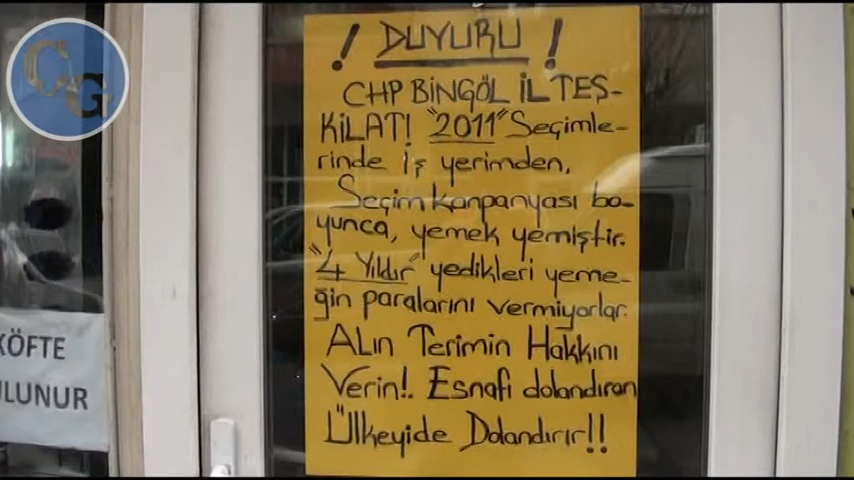 CG
! DUYURU !
CHP BİNGÖL İL TEŞ-
KİLATI! "2011" Seçimle-
rinde iş yerimden,
Seçim Kanpanyası bo-
yunca, yemek yemiştir.
"4 Yıldır" yedikleri yeme-
ğin paralarını vermiyorlar.
Alın Terimin Hakkını
Verin!. Esnafı dolandıran
Ülkeyide Dolandırır!!
KÖFTE
ULUNUR